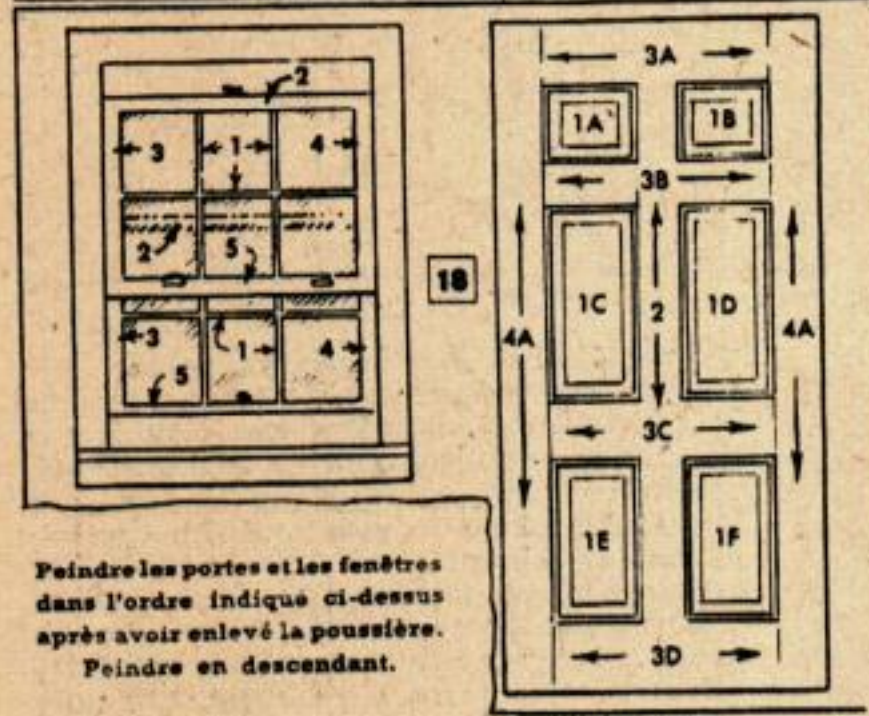 2
3A
1A
1B
3
1
4
3B
2
5
18
1C
2
1D
4A
4A
3
1
4
5
3C
1E
1F
3D
Peindre les portes et les fenêtres
dans l'ordre indique ci-dessus
après avoir enlevé la poussière.
Peindre en descendant.